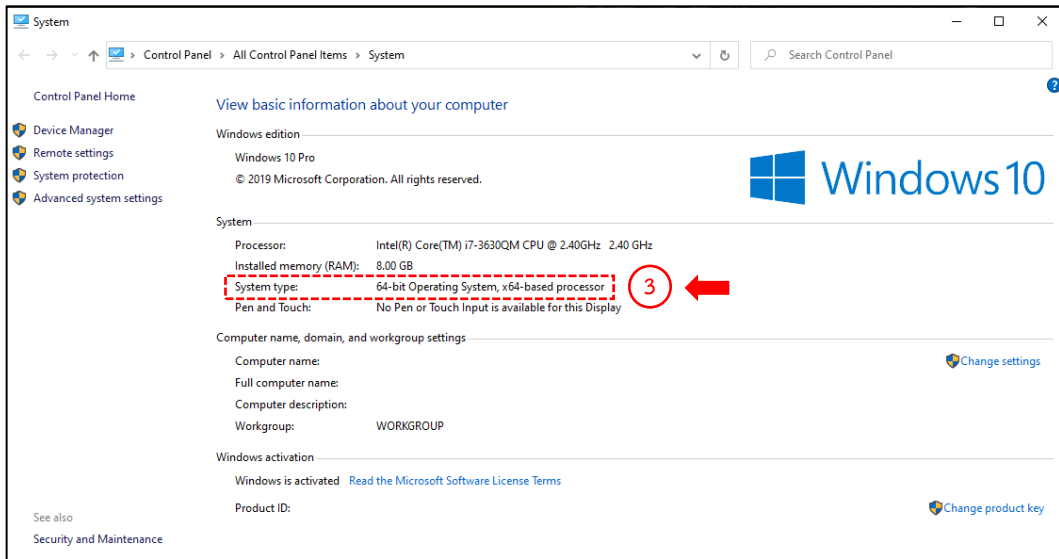 System
Control Panel > All Control Panel Items > System
Search Control Panel
?
Control Panel Home
Device Manager
Remote settings
System protection
Advanced system settings
See also
Security and Maintenance
View basic information about your computer
Windows edition
Windows 10 Pro
© 2019 Microsoft Corporation. All rights reserved.
Windows 10
System
Processor: Intel(R) Core(TM) i7-3630QM CPU @ 2.40GHz 2.40 GHz
Installed memory (RAM): 8.00 GB
System type: 64-bit Operating System, x64-based processor
3
Pen and Touch: No Pen or Touch Input is available for this Display
Computer name, domain, and workgroup settings
Computer name:
Change settings
Full computer name:
Computer description:
Workgroup: WORKGROUP
Windows activation
Windows is activated Read the Microsoft Software License Terms
Product ID:
Change product key